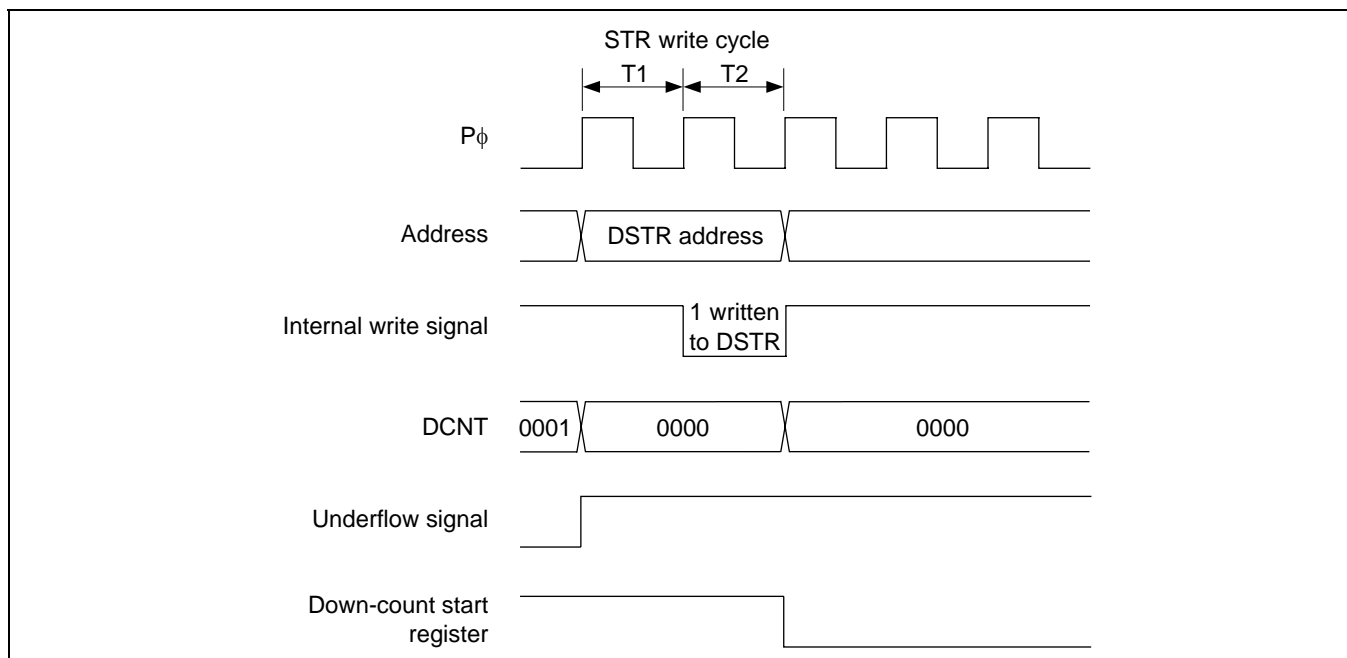 STR write cycle
T1 T2
Pϕ
Address DSTR address
Internal write signal 1 written
to DSTR
DCNT 0001 0000 0000
Underflow signal
Down-count start
register